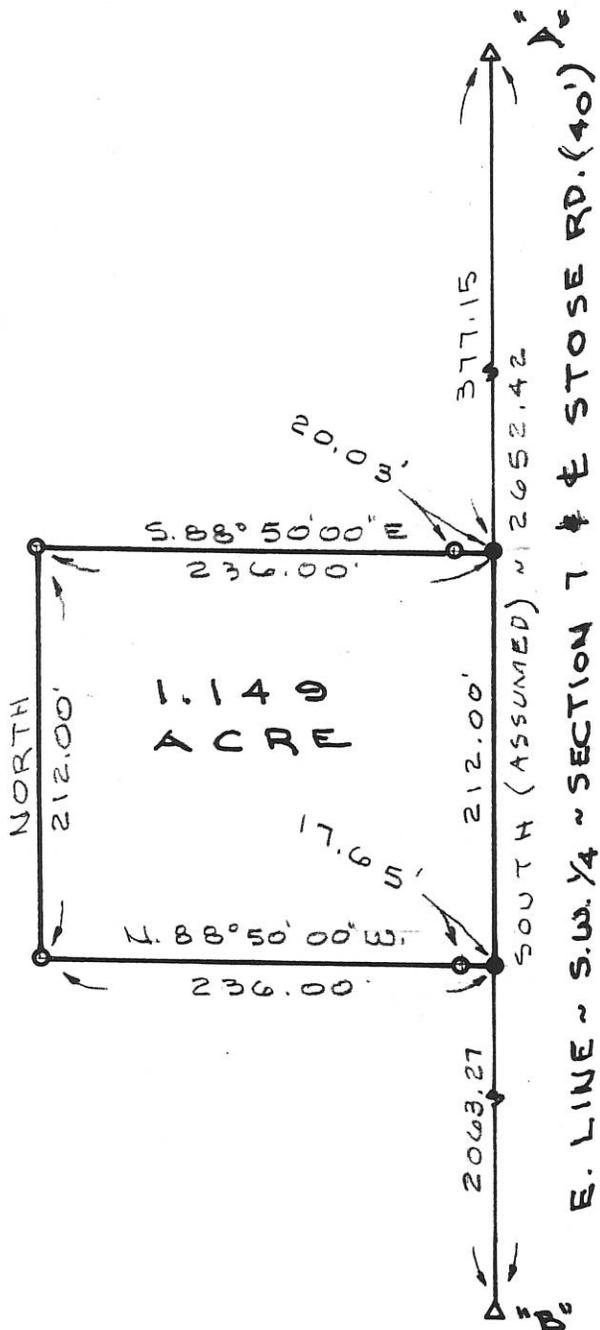 "A"
377.15
20.03'
S.88°50'00"E
236.00'
NORTH
212.00'
1.149
ACRE
212.00'
17.65'
N.88°50'00"W.
236.00'
2063.27
"B"
SOUTH (ASSUMED) ~ 2652.42
E. LINE ~ S.W. 1/4 ~ SECTION 7 & ℄ STOSE RD. (40')